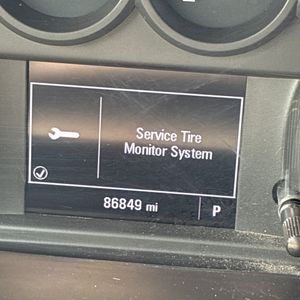 Service Tire
Monitor System
86849 mi P